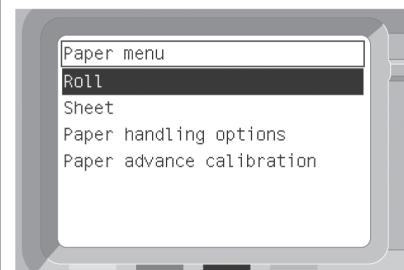 Paper menu
Roll
Sheet
Paper handling options
Paper advance calibration